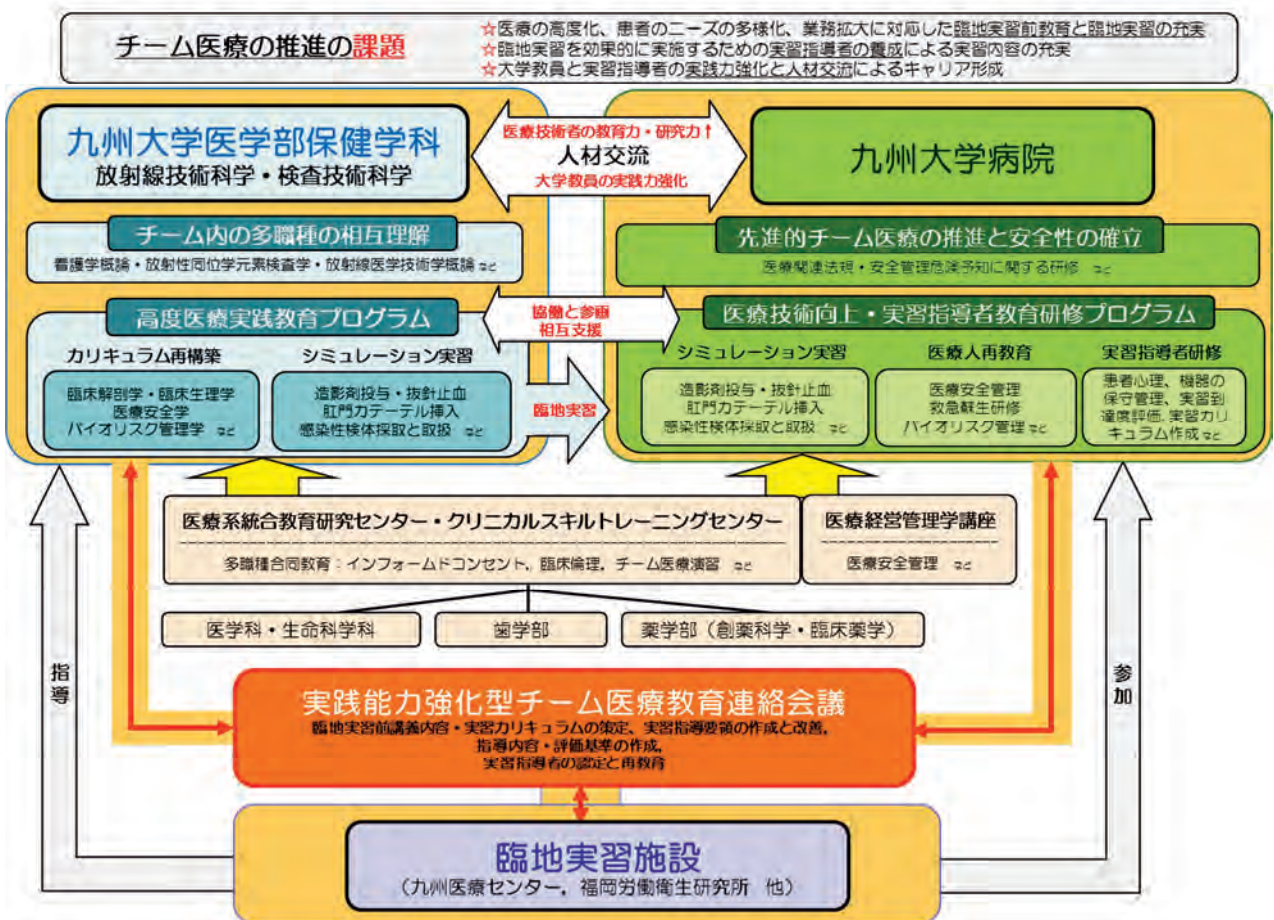 チーム医療の推進の課題
☆医療の高度化、患者のニーズの多様化、業務拡大に対応した臨地実習前教育と臨地実習の充実
☆臨地実習を効果的に実施するための実習指導者の養成による実習内容の充実
☆大学教員と実習指導者の実践力強化と人材交流によるキャリア形成
九州大学医学部保健学科
放射線技術科学・検査技術科学
医療技術者の教育力・研究力↑
人材交流
大学教員の実践力強化
九州大学病院
チーム内の多職種の相互理解
看護学概論・放射性同位学元素検査学・放射線医学技術学概論 など
先進的チーム医療の推進と安全性の確立
医療関連法規・安全管理危険予知に関する研修 など
高度医療実践教育プログラム
協働と参画
相互支援
医療技術向上・実習指導者教育研修プログラム
カリキュラム再構築
臨床解剖学・臨床生理学
医療安全学
バイオリスク管理学 など
シミュレーション実習
造影剤投与・抜針止血
肛門カテーテル挿入
感染性検体採取と取扱 など
臨地実習
シミュレーション実習
造影剤投与・抜針止血
肛門カテーテル挿入
感染性検体採取と取扱 など
医療人再教育
医療安全管理
救急蘇生研修
バイオリスク管理 など
実習指導者研修
患者心理、機器の
保守管理、実習到
達度評価、実習カリ
キュラム作成 など
医療系統合教育研究センター・クリニカルスキルトレーニングセンター
多職種合同教育：インフォームドコンセント，臨床倫理，チーム医療演習 など
医療経営管理学講座
医療安全管理 など
医学科・生命科学科
歯学部
薬学部（創薬科学・臨床薬学）
指導
参加
実践能力強化型チーム医療教育連絡会議
臨地実習前講義内容・実習カリキュラムの策定、実習指導要領の作成と改善，
指導内容・評価基準の作成，
実習指導者の認定と再教育
臨地実習施設
（九州医療センター，福岡労働衛生研究所 他）